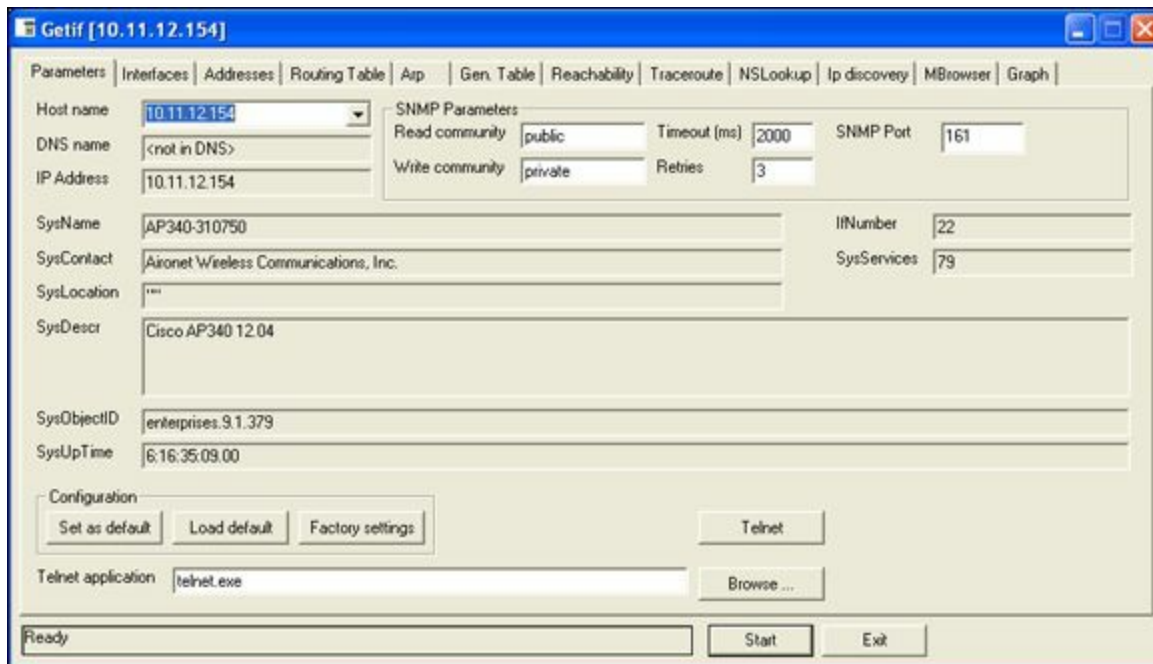 Getif [10.11.12.154]
Parameters Interfaces Addresses Routing Table Arp Gen. Table Reachability Traceroute NSLookup Ip discovery MBrowser Graph
Host name 10.11.12.154
DNS name <not in DNS>
IP Address 10.11.12.154
SNMP Parameters
Read community public Timeout (ms) 2000 SNMP Port 161
Write community private Retries 3
SysName AP340-310750 IfNumber 22
SysContact Aironet Wireless Communications, Inc. SysServices 79
SysLocation ""
SysDescr Cisco AP340 12.04
SysObjectID enterprises.9.1.379
SysUpTime 6:16:35:09.00
Configuration
Set as default Load default Factory settings Telnet
Telnet application telnet.exe Browse ...
Ready Start Exit